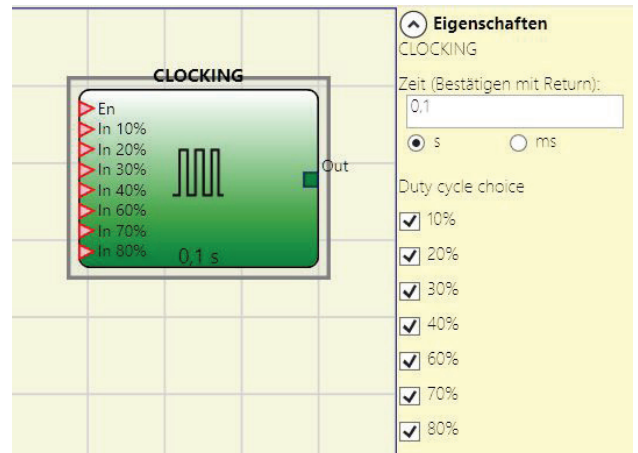 CLOCKING
En
In 10%
In 20%
In 30%
In 40%
In 60%
In 70%
In 80%
0,1 s
Out
Eigenschaften
CLOCKING
Zeit (Bestätigen mit Return):
0,1
s ms
Duty cycle choice
10%
20%
30%
40%
60%
70%
80%